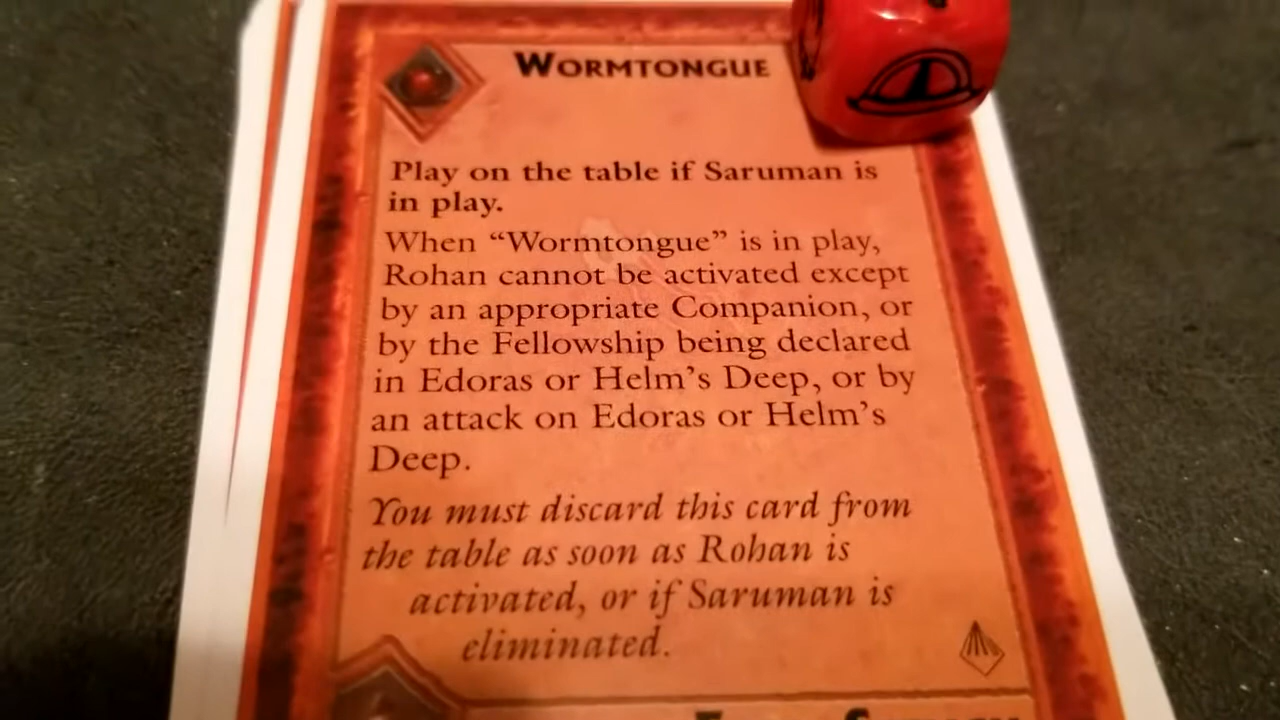 WORMTONGUE
Play on the table if Saruman is
in play.
When “Wormtongue” is in play,
Rohan cannot be activated except
by an appropriate Companion, or
by the Fellowship being declared
in Edoras or Helm's Deep, or by
an attack on Edoras or Helm's
Deep.
You must discard this card from
the table as soon as Rohan is
activated, or if Saruman is
eliminated.